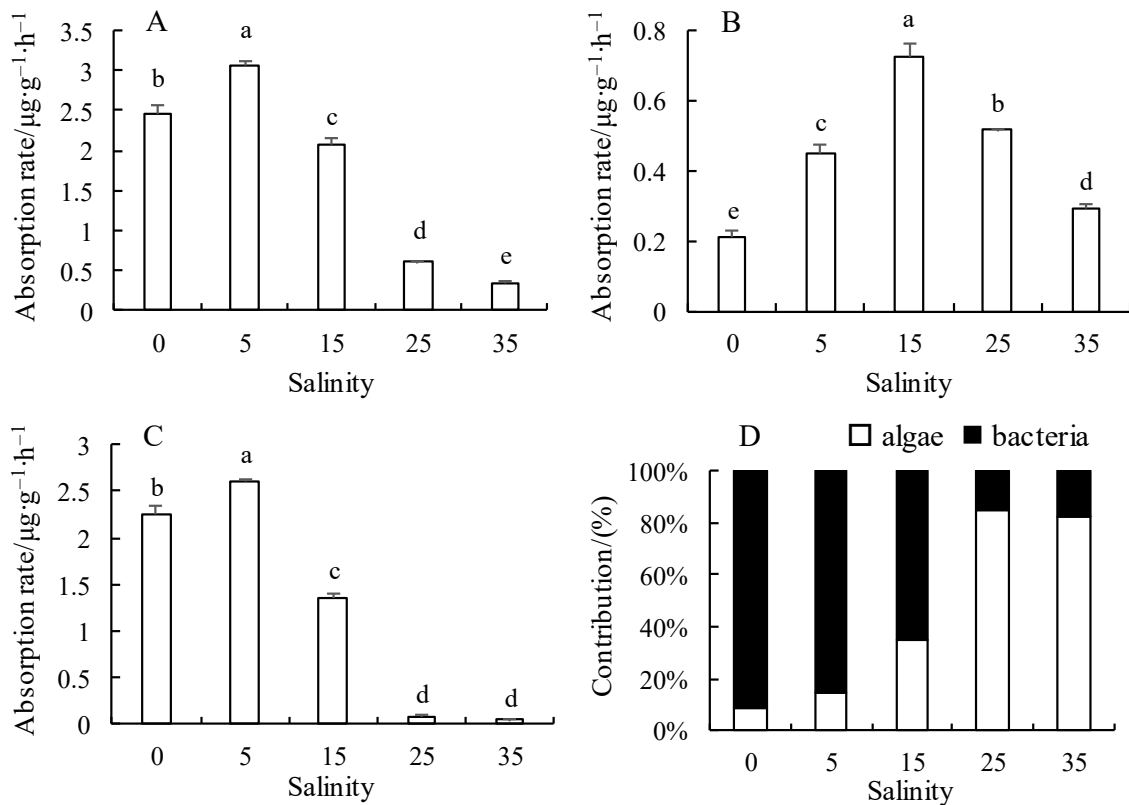 A
Absorption rate/μg·g⁻¹·h⁻¹
3.5
3
2.5
2
1.5
1
0.5
0
b
a
c
d
e
0 5 15 25 35
Salinity
B
Absorption rate/μg·g⁻¹·h⁻¹
0.8
0.6
0.4
0.2
0
e
c
a
b
d
0 5 15 25 35
Salinity
C
Absorption rate/μg·g⁻¹·h⁻¹
3
2.5
2
1.5
1
0.5
0
b
a
c
d
d
0 5 15 25 35
Salinity
D
algae bacteria
Contribution/(%)
100%
80%
60%
40%
20%
0%
0 5 15 25 35
Salinity